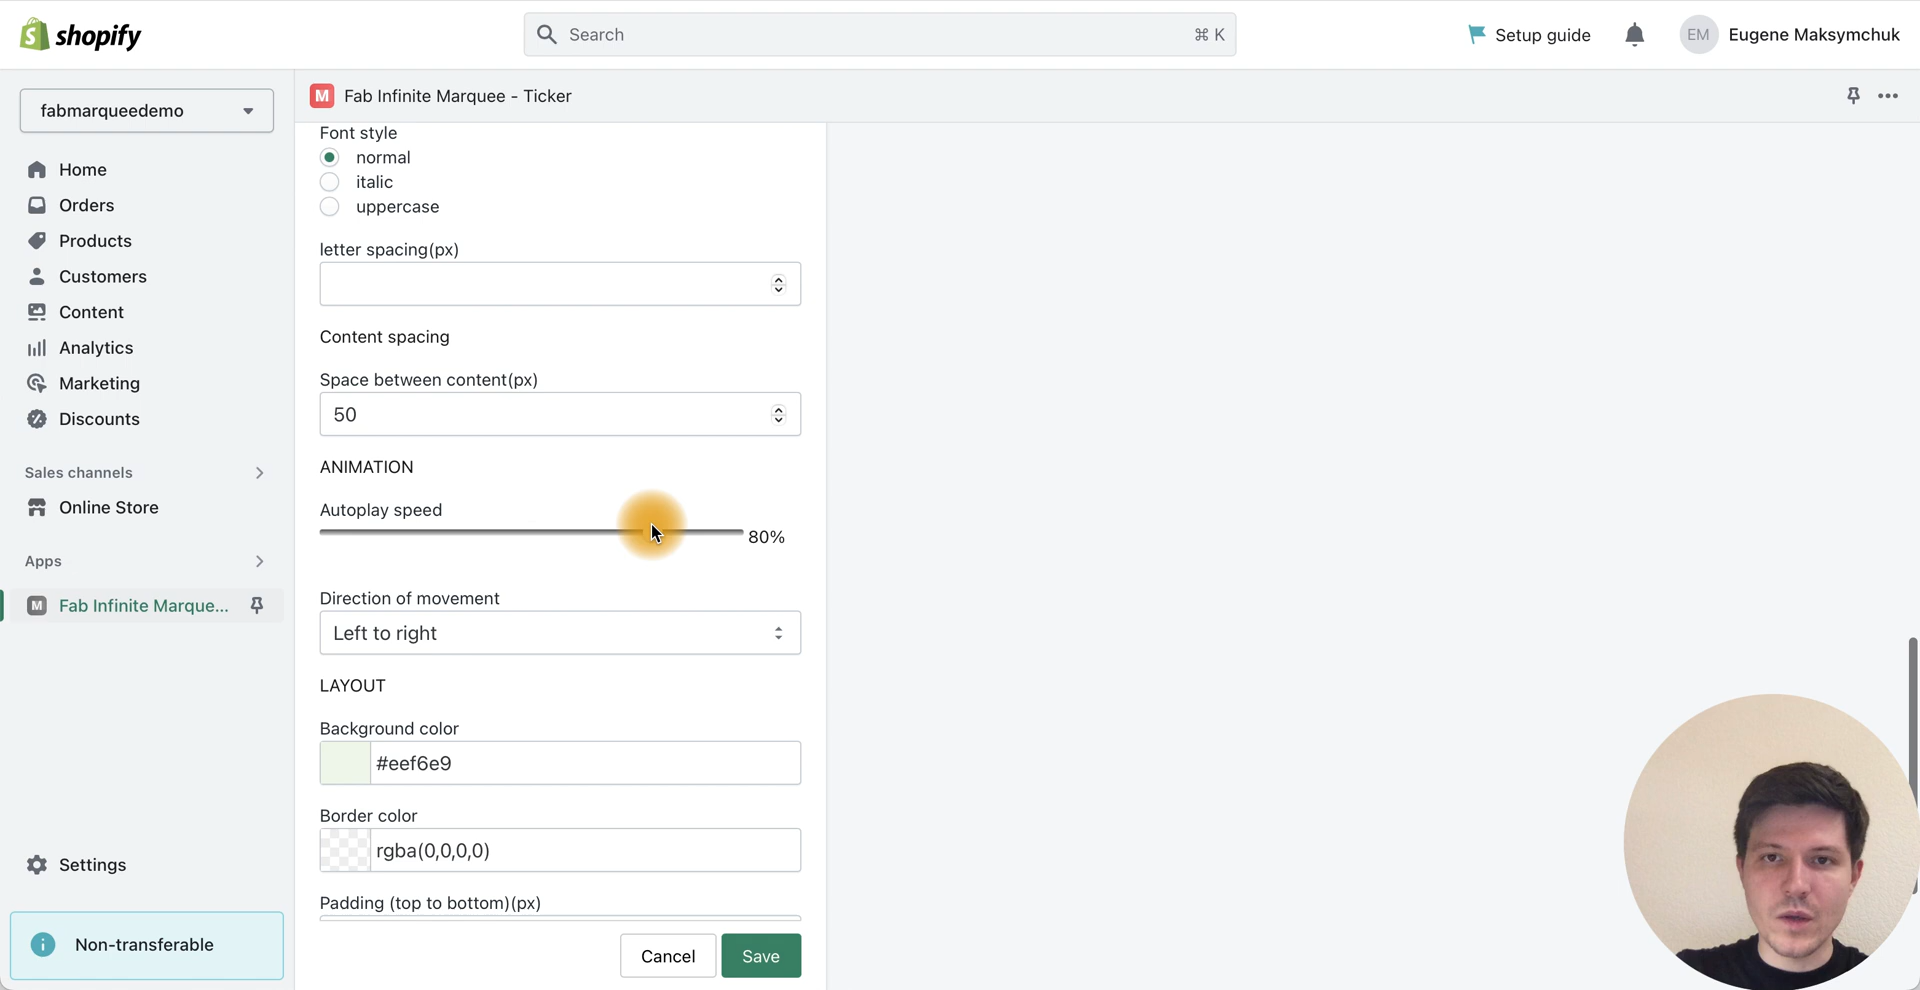 shopify
Search
⌘ K
Setup guide
EM
Eugene Maksymchuk
fabmarqueedemo
M
Fab Infinite Marquee - Ticker
Home
Orders
Products
Customers
Content
Analytics
Marketing
Discounts
Sales channels
Online Store
Apps
M
Fab Infinite Marque...
Settings
Non-transferable
Font style
normal
italic
uppercase
letter spacing(px)
Content spacing
Space between content(px)
50
ANIMATION
Autoplay speed
80%
Direction of movement
Left to right
LAYOUT
Background color
#eef6e9
Border color
rgba(0,0,0,0)
Padding (top to bottom)(px)
Cancel
Save